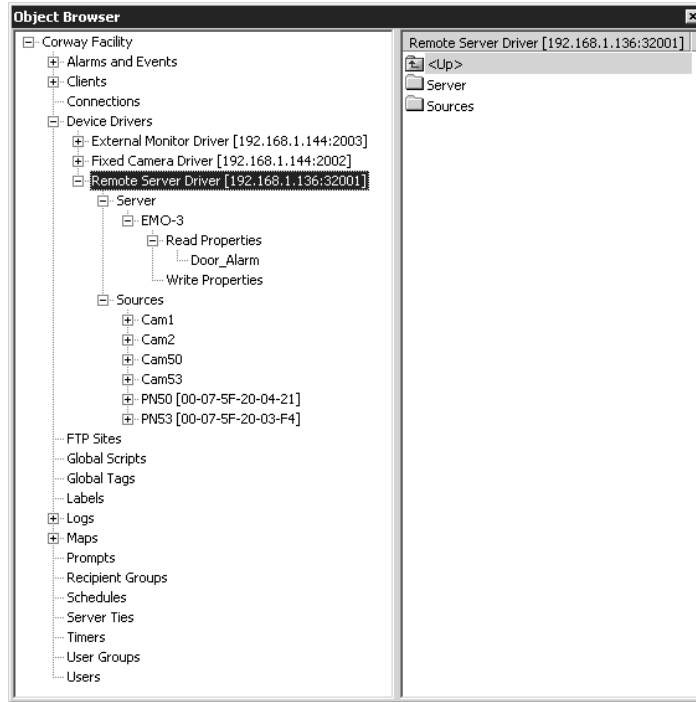 Object Browser
Corway Facility
Alarms and Events
Clients
Connections
Device Drivers
External Monitor Driver [192.168.1.144:2003]
Fixed Camera Driver [192.168.1.144:2002]
Remote Server Driver [192.168.1.136:32001]
Server
EMO-3
Read Properties
Door_Alarm
Write Properties
Sources
Cam1
Cam2
Cam50
Cam53
PN50 [00-07-5F-20-04-21]
PN53 [00-07-5F-20-03-F4]
FTP Sites
Global Scripts
Global Tags
Labels
Logs
Maps
Prompts
Recipient Groups
Schedules
Server Ties
Timers
User Groups
Users
Remote Server Driver [192.168.1.136:32001]
<Up>
Server
Sources